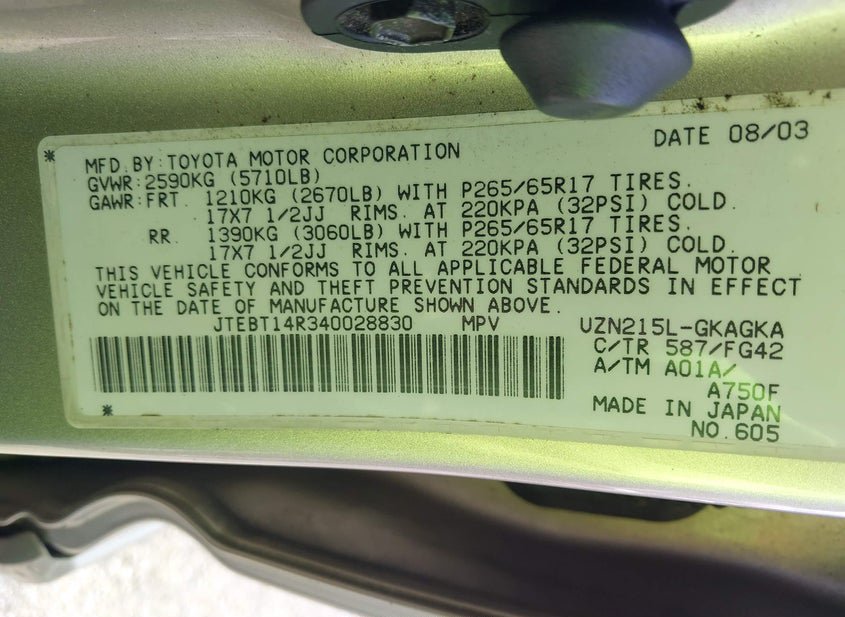 DATE 08/03
MFD.BY:TOYOTA MOTOR CORPORATION
GVWR:2590KG (5710LB)
GAWR:FRT. 1210KG (2670LB) WITH P265/65R17 TIRES.
17X7 1/2JJ RIMS. AT 220KPA (32PSI) COLD.
RR. 1390KG (3060LB) WITH P265/65R17 TIRES.
17X7 1/2JJ RIMS. AT 220KPA (32PSI) COLD.
THIS VEHICLE CONFORMS TO ALL APPLICABLE FEDERAL MOTOR
VEHICLE SAFETY AND THEFT PREVENTION STANDARDS IN EFFECT
ON THE DATE OF MANUFACTURE SHOWN ABOVE.
JTEBT14R340028830 MPV UZN215L-GKAGKA
C/TR 587/FG42
A/TM A01A/
A750F
MADE IN JAPAN
NO.605